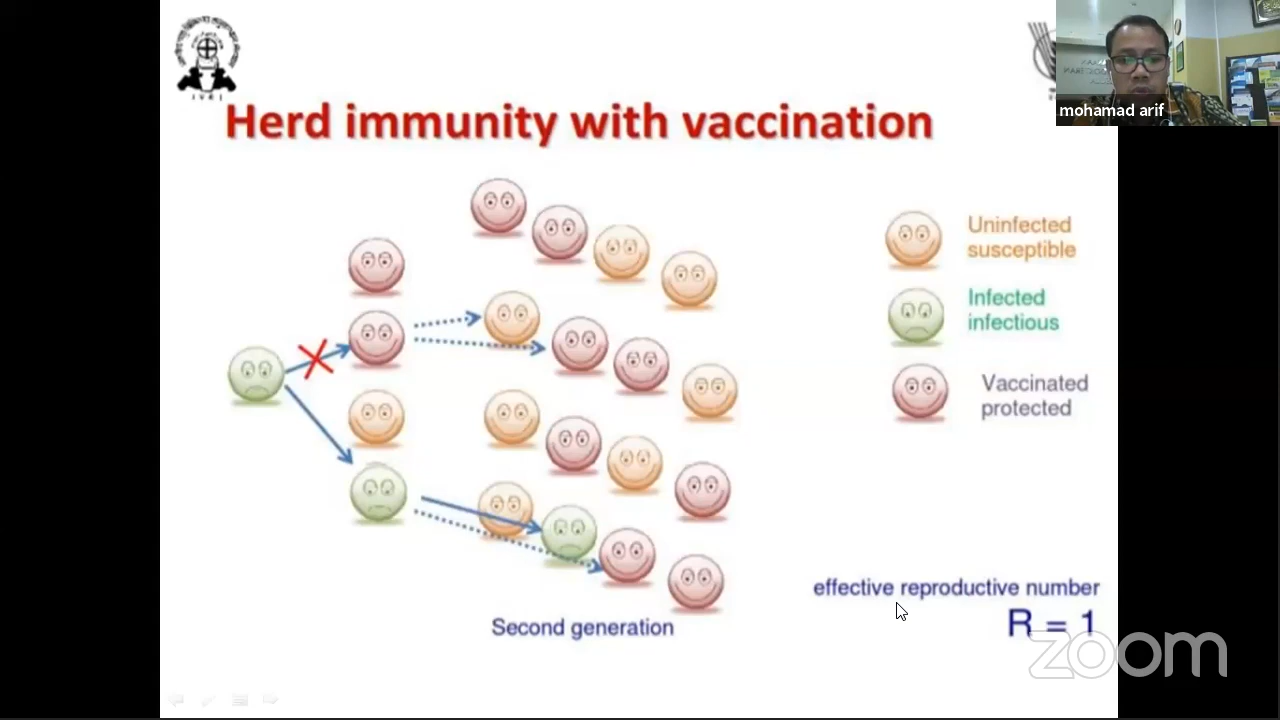 Herd immunity with vaccination
mohamad arif
Uninfected
susceptible
Infected
infectious
Vaccinated
protected
effective reproductive number
R = 1
Second generation
zoom